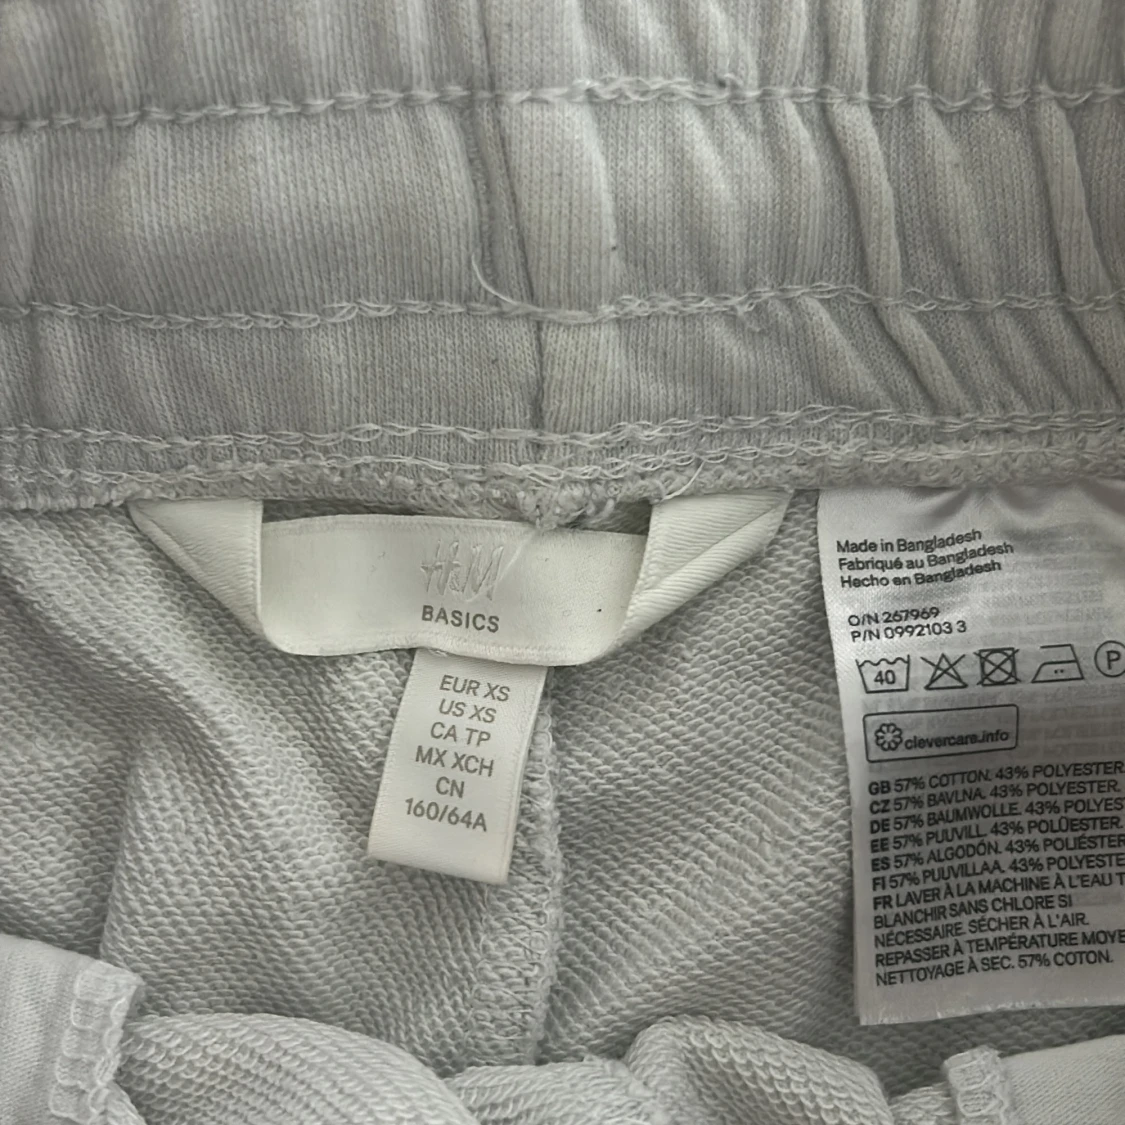 H&M
BASICS
EUR XS
US XS
CA TP
MX XCH
CN
160/64A
Made in Bangladesh
Fabriqué au Bangladesh
Hecho en Bangladesh
O/N 267969
P/N 0992103 3
40
P
clevercare.info
GB 57% COTTON. 43% POLYESTER.
CZ 57% BAVLNA. 43% POLYESTER.
DE 57% BAUMWOLLE. 43% POLYES
EE 57% PUUVILL. 43% POLÜESTER.
ES 57% ALGODÓN. 43% POLIÉSTER
FI 57% PUUVILLAA. 43% POLYESTE
FR LAVER À LA MACHINE À L'EAU T
BLANCHIR SANS CHLORE SI
NÉCESSAIRE. SÉCHER À L'AIR.
REPASSER À TEMPÉRATURE MOYE
NETTOYAGE À SEC. 57% COTON.